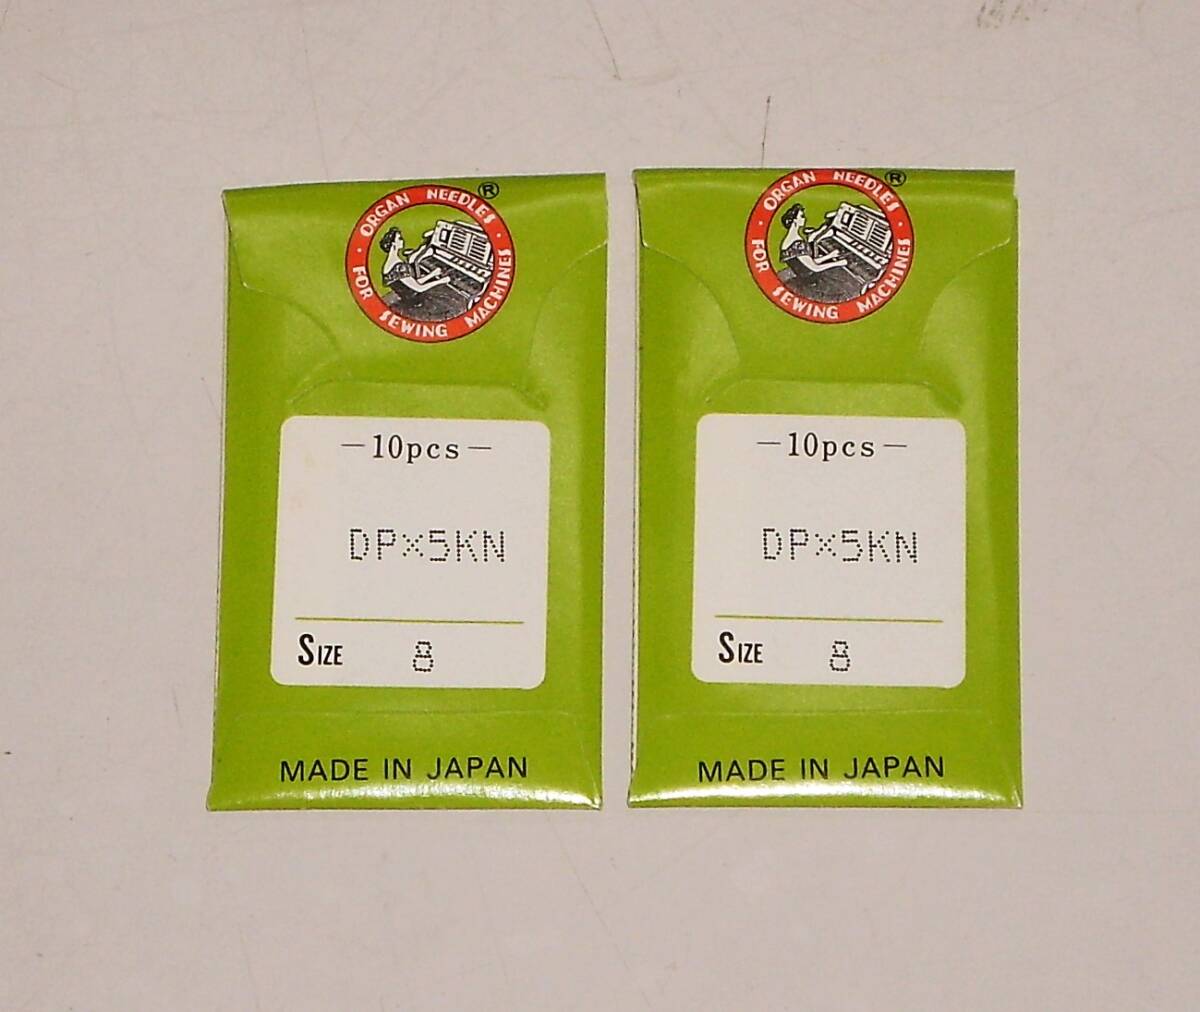 ORGAN NEEDLES ®
· FOR SEWING MACHINES ·
—10pcs—
DP×5KN
SIZE 8
MADE IN JAPAN
ORGAN NEEDLES ®
· FOR SEWING MACHINES ·
—10pcs—
DP×5KN
SIZE 8
MADE IN JAPAN